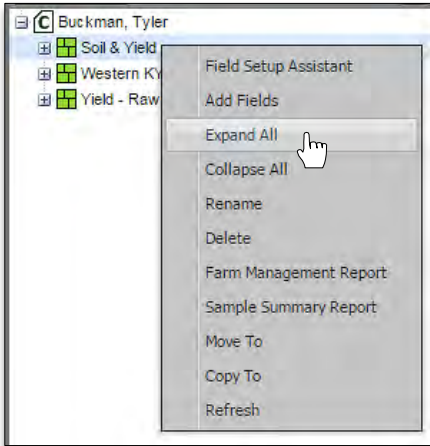 C Buckman, Tyler
Soil & Yield
Western KY
Yield - Raw
Field Setup Assistant
Add Fields
Expand All
Collapse All
Rename
Delete
Farm Management Report
Sample Summary Report
Move To
Copy To
Refresh